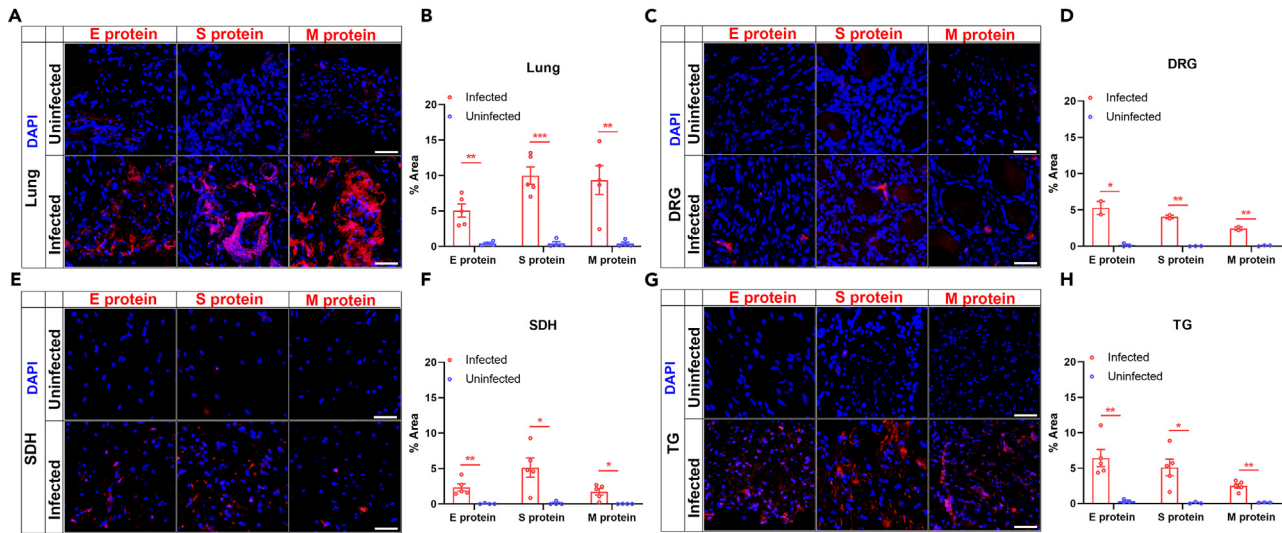 A
E protein S protein M protein
DAPI
Uninfected
Lung
Infected
B
Lung
Infected
Uninfected
% Area
20
15
10
5
0
** *** **
E protein S protein M protein
C
E protein S protein M protein
DAPI
Uninfected
DRG
Infected
D
DRG
Infected
Uninfected
% Area
20
15
10
5
0
* ** **
E protein S protein M protein
E
E protein S protein M protein
DAPI
Uninfected
SDH
Infected
F
SDH
Infected
Uninfected
% Area
20
15
10
5
0
** * *
E protein S protein M protein
G
E protein S protein M protein
DAPI
Uninfected
TG
Infected
H
TG
Infected
Uninfected
% Area
20
15
10
5
0
** * **
E protein S protein M protein